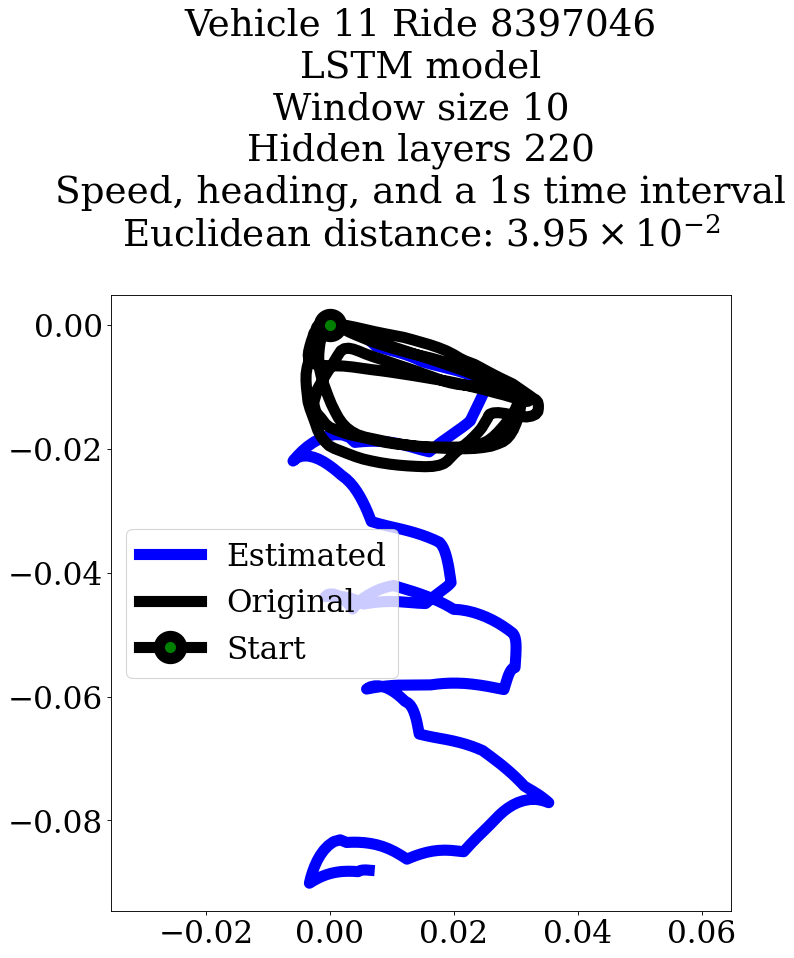 Vehicle 11 Ride 8397046
LSTM model
Window size 10
Hidden layers 220
Speed, heading, and a 1s time interval
Euclidean distance: 3.95 × 10⁻²
0.00
−0.02
−0.04
−0.06
−0.08
Estimated
Original
Start
−0.02 0.00 0.02 0.04 0.06